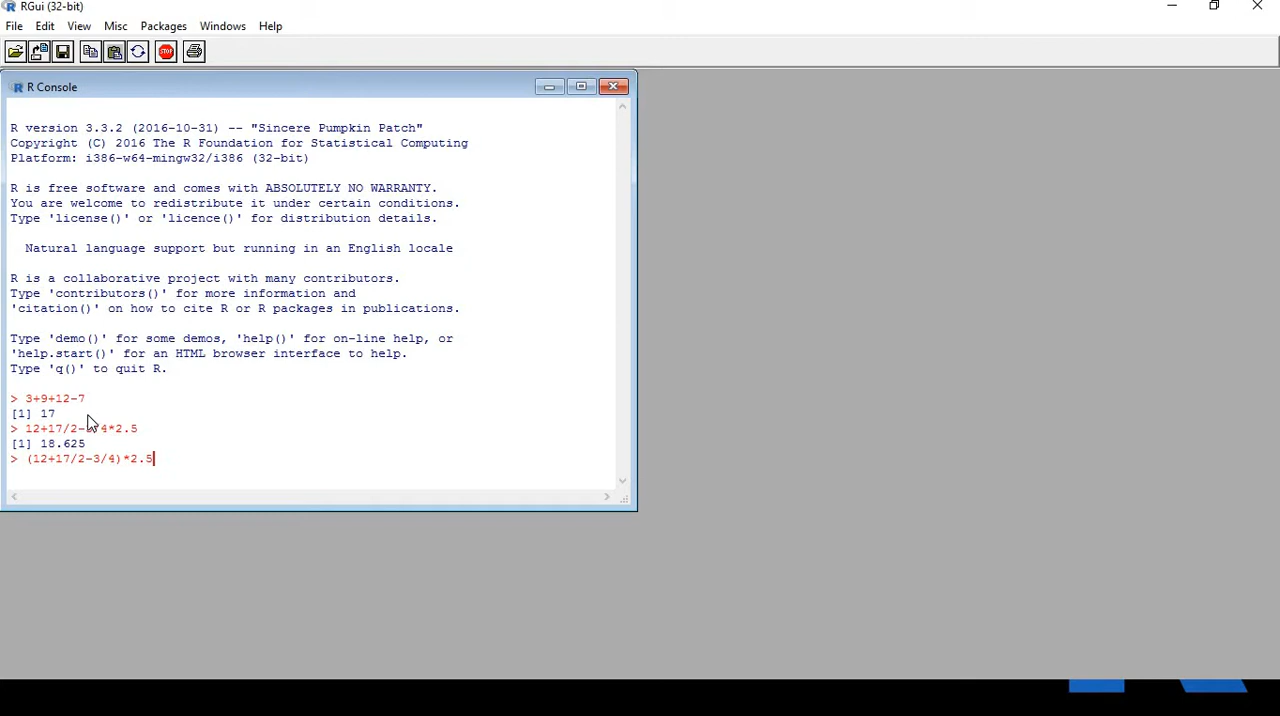 RGui (32-bit)
File Edit View Misc Packages Windows Help
STOP
R Console
R version 3.3.2 (2016-10-31) -- "Sincere Pumpkin Patch"
Copyright (C) 2016 The R Foundation for Statistical Computing
Platform: i386-w64-mingw32/i386 (32-bit)
R is free software and comes with ABSOLUTELY NO WARRANTY.
You are welcome to redistribute it under certain conditions.
Type 'license()' or 'licence()' for distribution details.
Natural language support but running in an English locale
R is a collaborative project with many contributors.
Type 'contributors()' for more information and
'citation()' on how to cite R or R packages in publications.
Type 'demo()' for some demos, 'help()' for on-line help, or
'help.start()' for an HTML browser interface to help.
Type 'q()' to quit R.
> 3+9+12-7
[1] 17
> 12+17/2-3/4*2.5
[1] 18.625
> (12+17/2-3/4)*2.5